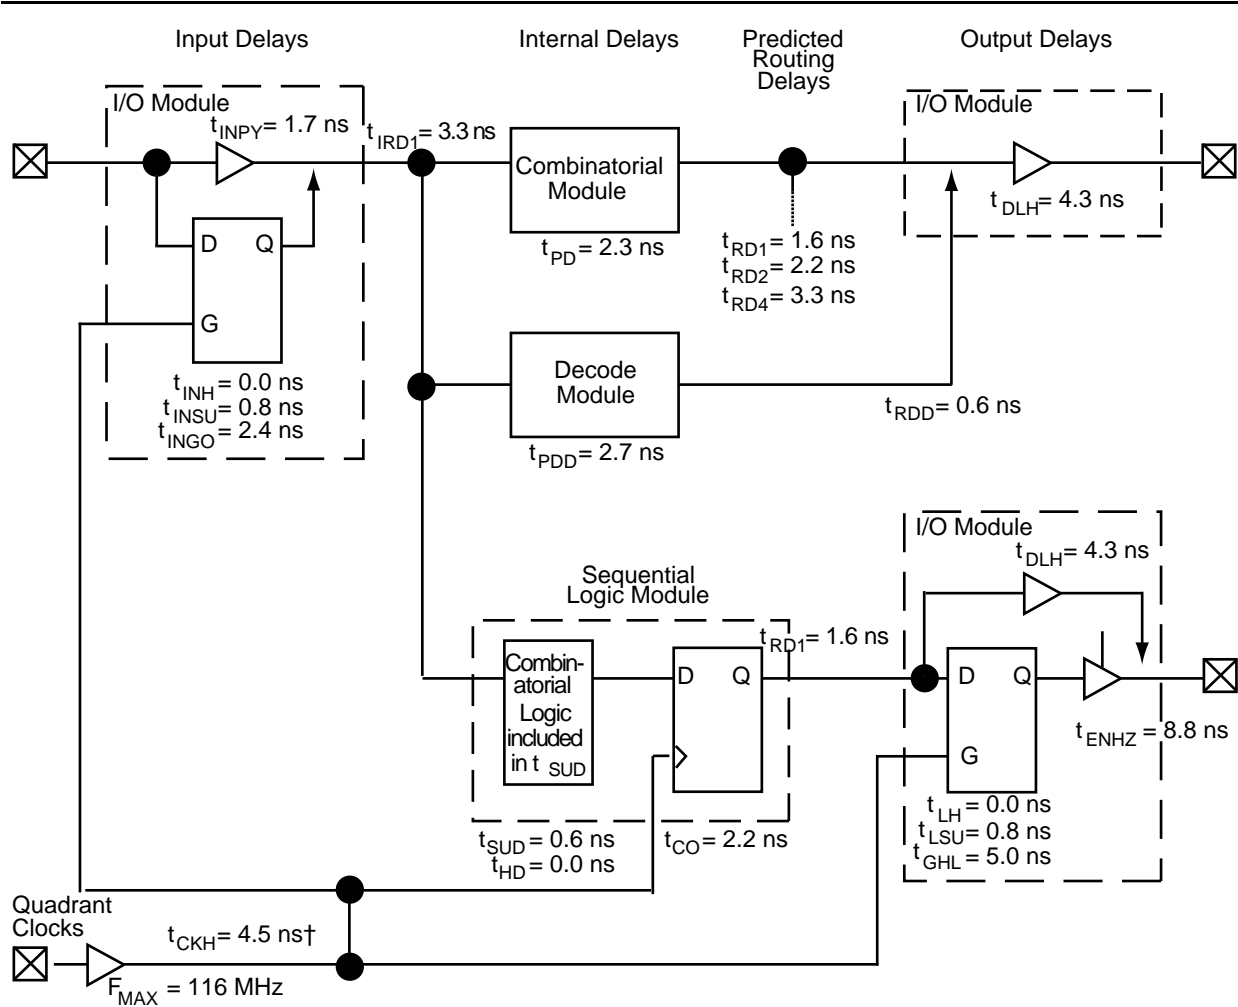 Input Delays
Internal Delays
Predicted
Routing
Delays
Output Delays
I/O Module
tINPY= 1.7 ns
tIRD1= 3.3 ns
Combinatorial
Module
tPD= 2.3 ns
tRD1= 1.6 ns
tRD2= 2.2 ns
tRD4= 3.3 ns
I/O Module
tDLH= 4.3 ns
D Q
G
tINH= 0.0 ns
tINSU= 0.8 ns
tINGO= 2.4 ns
Decode
Module
tPDD= 2.7 ns
tRDD= 0.6 ns
Sequential
Logic Module
Combin-
atorial
Logic
included
in tSUD
D Q
tRD1= 1.6 ns
tSUD= 0.6 ns
tHD= 0.0 ns
tCO= 2.2 ns
I/O Module
tDLH= 4.3 ns
D Q
G
tENHZ = 8.8 ns
tLH= 0.0 ns
tLSU= 0.8 ns
tGHL= 5.0 ns
Quadrant
Clocks
tCKH= 4.5 ns†
FMAX = 116 MHz